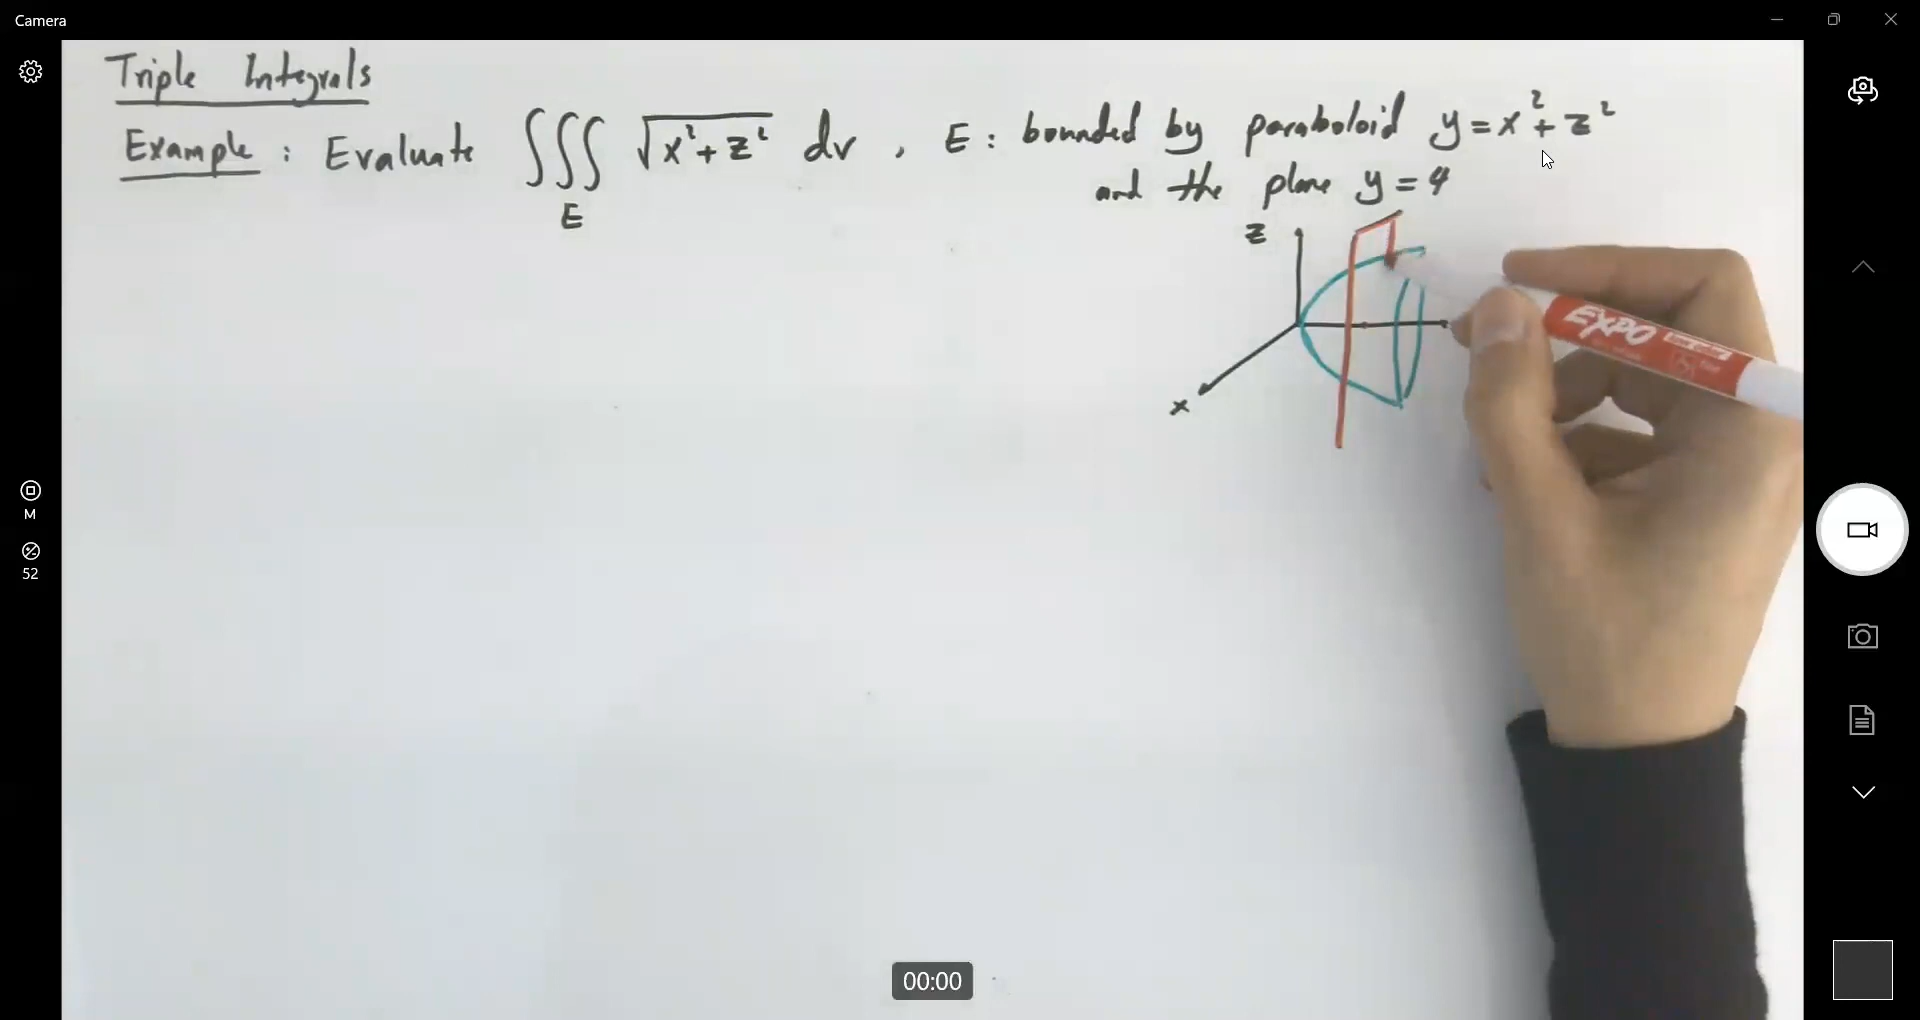 Camera
Triple Integrals
Example : Evaluate ∭ √(x² + z²) dv , E : bounded by paraboloid y = x² + z²
E
and the plane y = 4
z
x
EXPO
M
52
00:00